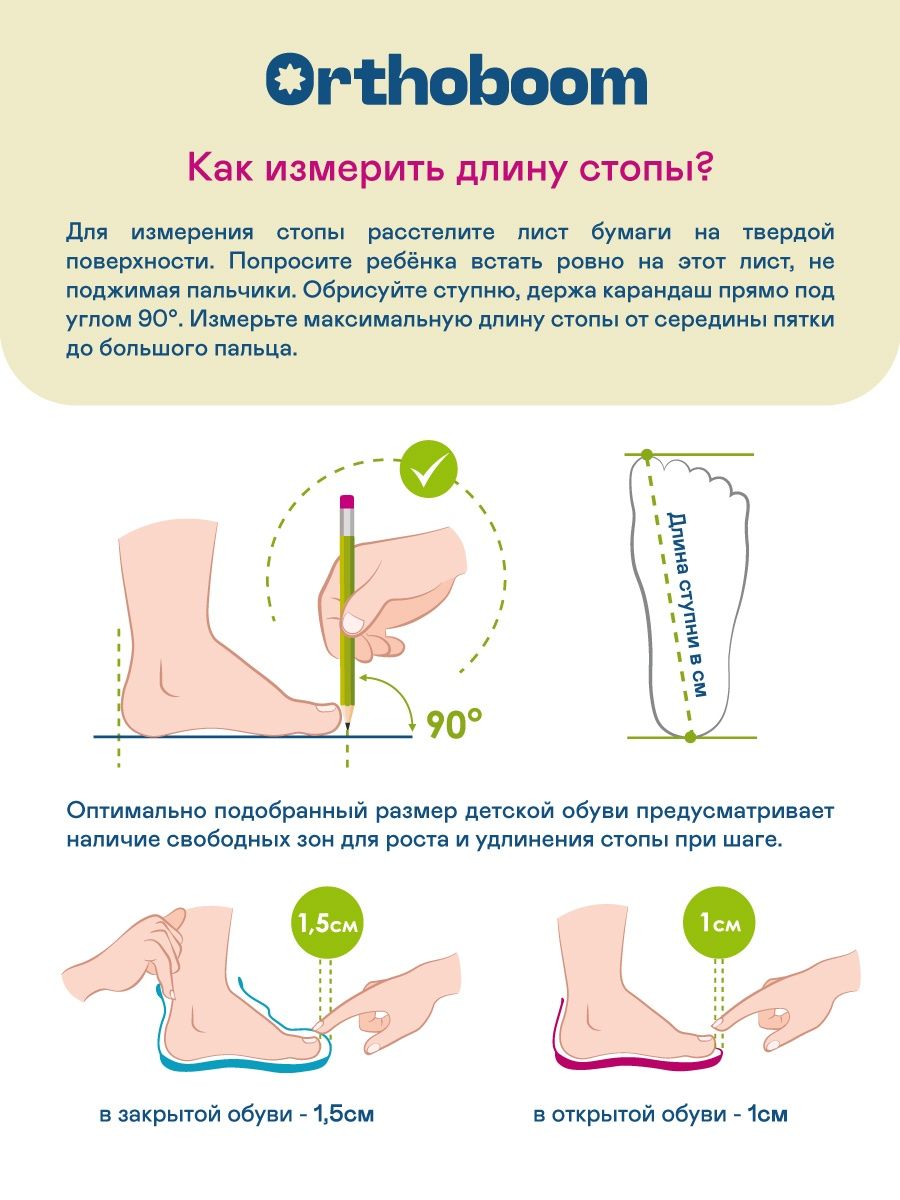 Orthoboom
Как измерить длину стопы?
Для измерения стопы расстелите лист бумаги на твердой
поверхности. Попросите ребёнка встать ровно на этот лист, не
поджимая пальчики. Обрисуйте ступню, держа карандаш прямо под
углом 90°. Измерьте максимальную длину стопы от середины пятки
до большого пальца.
Длина ступни в см
90°
Оптимально подобранный размер детской обуви предусматривает
наличие свободных зон для роста и удлинения стопы при шаге.
1,5см
1см
в закрытой обуви - 1,5см
в открытой обуви - 1см